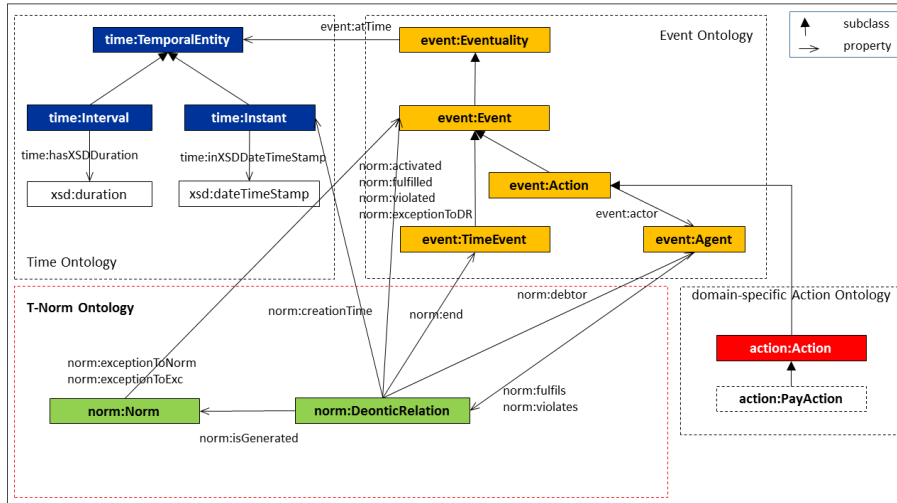 subclass
property
time:TemporalEntity
event:atTime
event:Eventuality
Event Ontology
time:Interval
time:Instant
event:Event
time:hasXSDDuration
time:inXSDDateTimeStamp
norm:activated
norm:fulfilled
norm:violated
norm:exceptionToDR
xsd:duration
xsd:dateTimeStamp
event:Action
event:actor
event:TimeEvent
event:Agent
Time Ontology
T-Norm Ontology
norm:creationTime
norm:end
norm:debtor
domain-specific Action Ontology
action:Action
action:PayAction
norm:exceptionToNorm
norm:exceptionToExc
norm:Norm
norm:DeonticRelation
norm:fulfils
norm:violates
norm:isGenerated